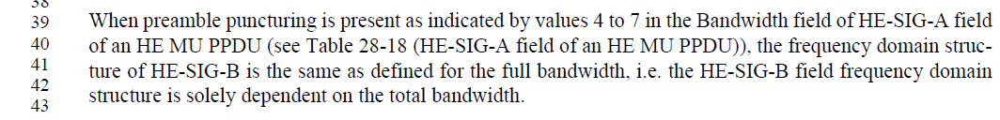 38
39 When preamble puncturing is present as indicated by values 4 to 7 in the Bandwidth field of HE-SIG-A field
40 of an HE MU PPDU (see Table 28-18 (HE-SIG-A field of an HE MU PPDU)), the frequency domain struc-
41 ture of HE-SIG-B is the same as defined for the full bandwidth, i.e. the HE-SIG-B field frequency domain
42 structure is solely dependent on the total bandwidth.
43